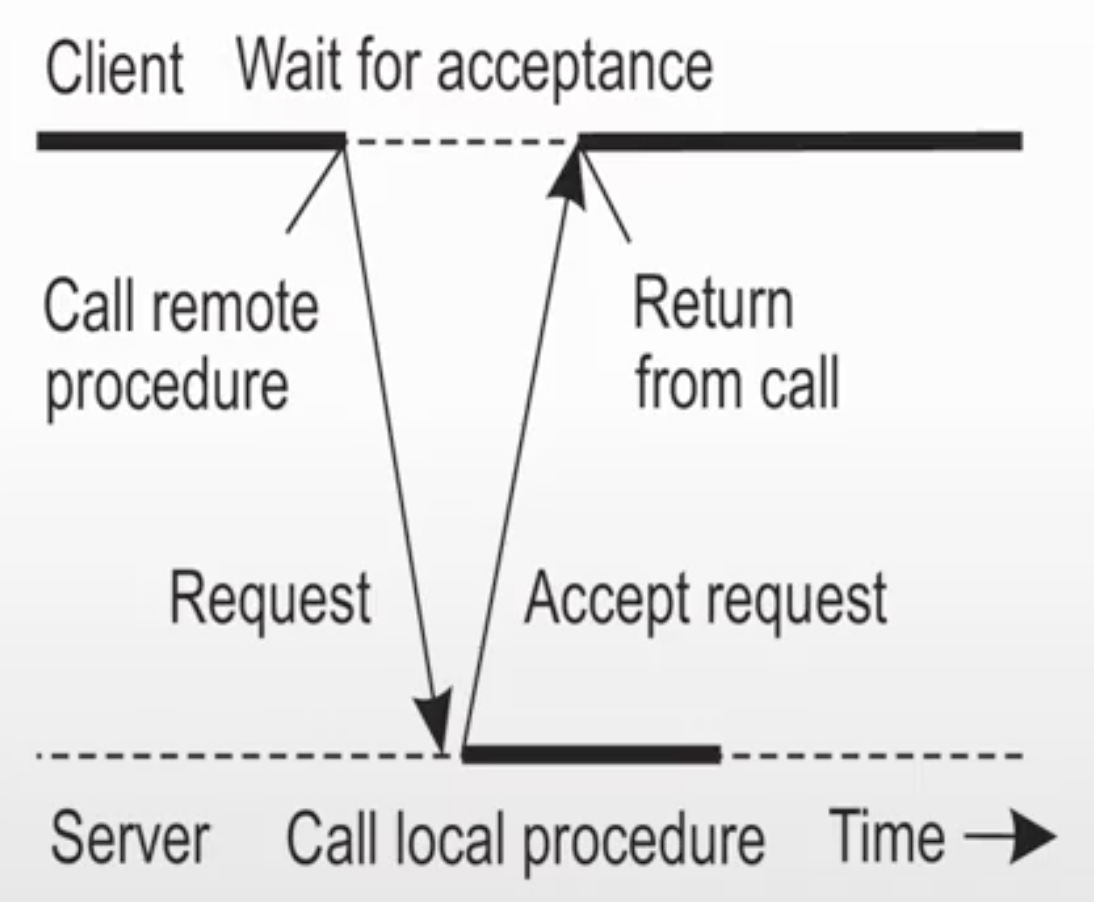 Client Wait for acceptance
Call remote
procedure
Return
from call
Request Accept request
Server Call local procedure Time